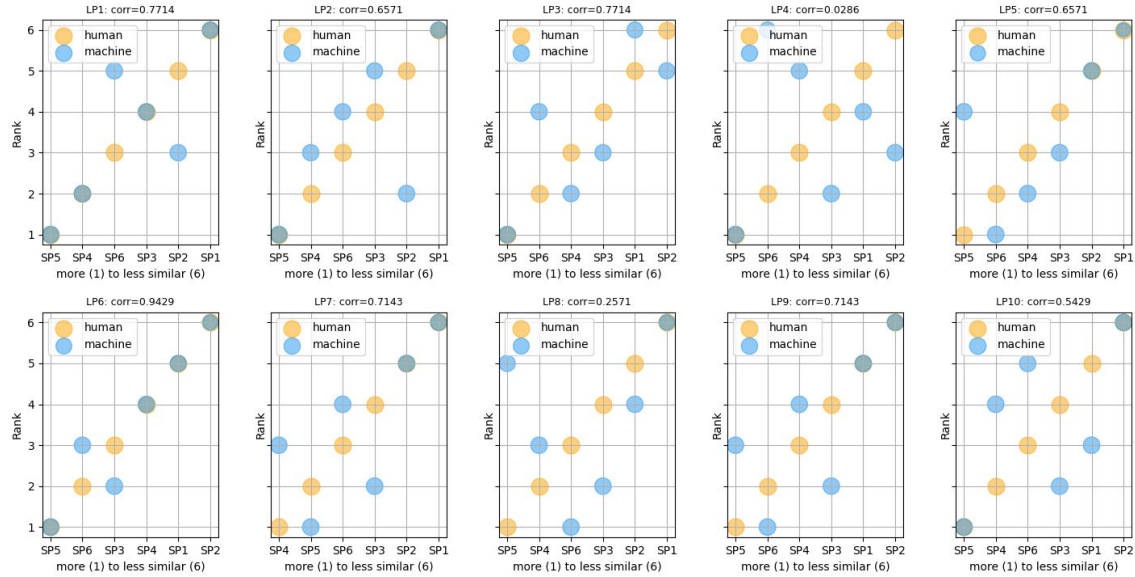 LP1: corr=0.7714
human
machine
6
5
4
3
2
1
Rank
SP5 SP4 SP6 SP3 SP2 SP1
more (1) to less similar (6)
LP2: corr=0.6571
human
machine
Rank
SP5 SP4 SP6 SP3 SP2 SP1
more (1) to less similar (6)
LP3: corr=0.7714
human
machine
Rank
SP5 SP6 SP4 SP3 SP1 SP2
more (1) to less similar (6)
LP4: corr=0.0286
human
machine
Rank
SP5 SP6 SP4 SP3 SP1 SP2
more (1) to less similar (6)
LP5: corr=0.6571
human
machine
Rank
SP5 SP6 SP4 SP3 SP2 SP1
more (1) to less similar (6)
LP6: corr=0.9429
human
machine
6
5
4
3
2
1
Rank
SP5 SP6 SP3 SP4 SP1 SP2
more (1) to less similar (6)
LP7: corr=0.7143
human
machine
Rank
SP4 SP5 SP6 SP3 SP2 SP1
more (1) to less similar (6)
LP8: corr=0.2571
human
machine
Rank
SP5 SP4 SP6 SP3 SP2 SP1
more (1) to less similar (6)
LP9: corr=0.7143
human
machine
Rank
SP5 SP6 SP4 SP3 SP1 SP2
more (1) to less similar (6)
LP10: corr=0.5429
human
machine
Rank
SP5 SP4 SP6 SP3 SP1 SP2
more (1) to less similar (6)